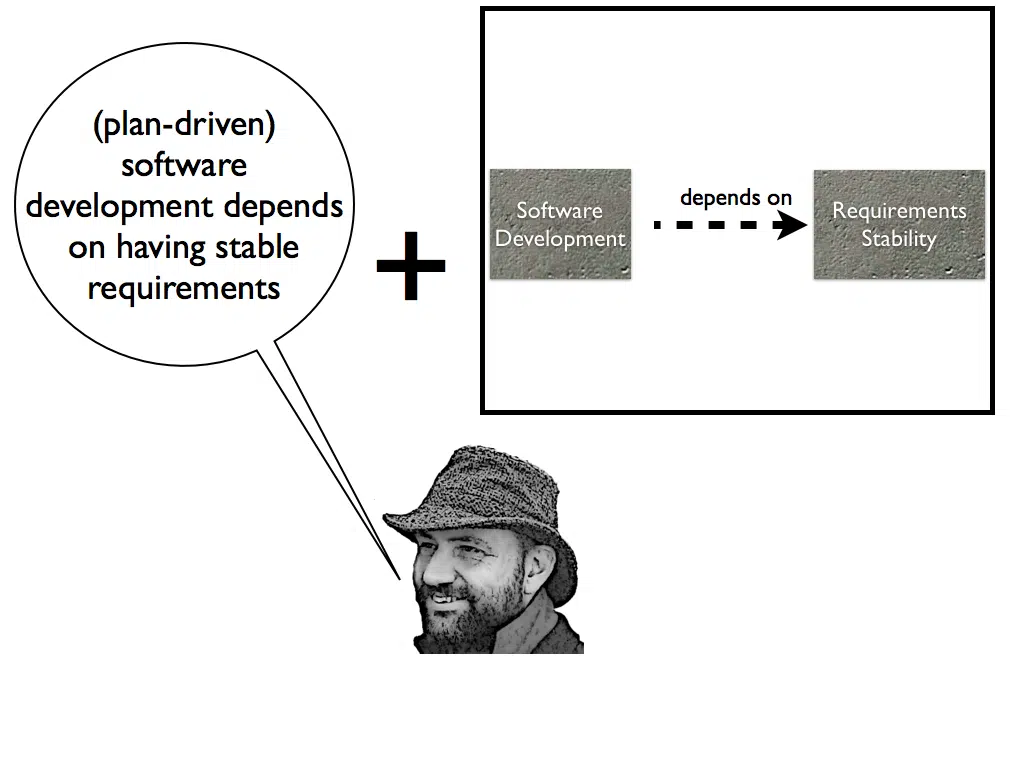 (plan-driven)
software
development depends
on having stable
requirements
+
Software
Development
depends on
Requirements
Stability